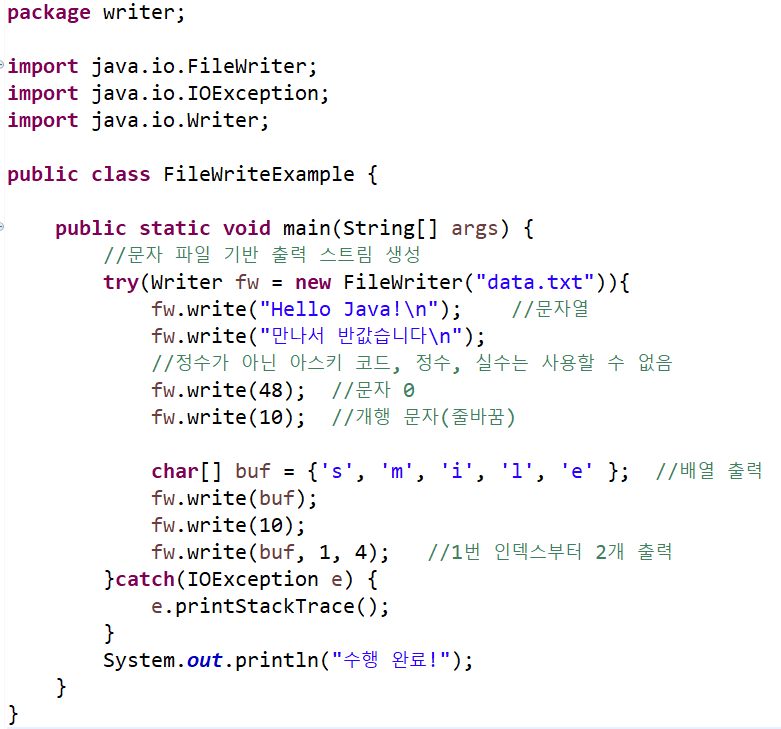 package writer;
import java.io.FileWriter;
import java.io.IOException;
import java.io.Writer;
public class FileWriteExample {
public static void main(String[] args) {
//문자 파일 기반 출력 스트림 생성
try(Writer fw = new FileWriter("data.txt")){
fw.write("Hello Java!\n");    //문자열
fw.write("만나서 반갑습니다\n");
//정수가 아닌 아스키 코드, 정수, 실수는 사용할 수 없음
fw.write(48);  //문자 0
fw.write(10);  //개행 문자(줄바꿈)
char[] buf = {'s', 'm', 'i', 'l', 'e' };  //배열 출력
fw.write(buf);
fw.write(10);
fw.write(buf, 1, 4);   //1번 인덱스부터 2개 출력
}catch(IOException e) {
e.printStackTrace();
}
System.out.println("수행 완료!");
}
}